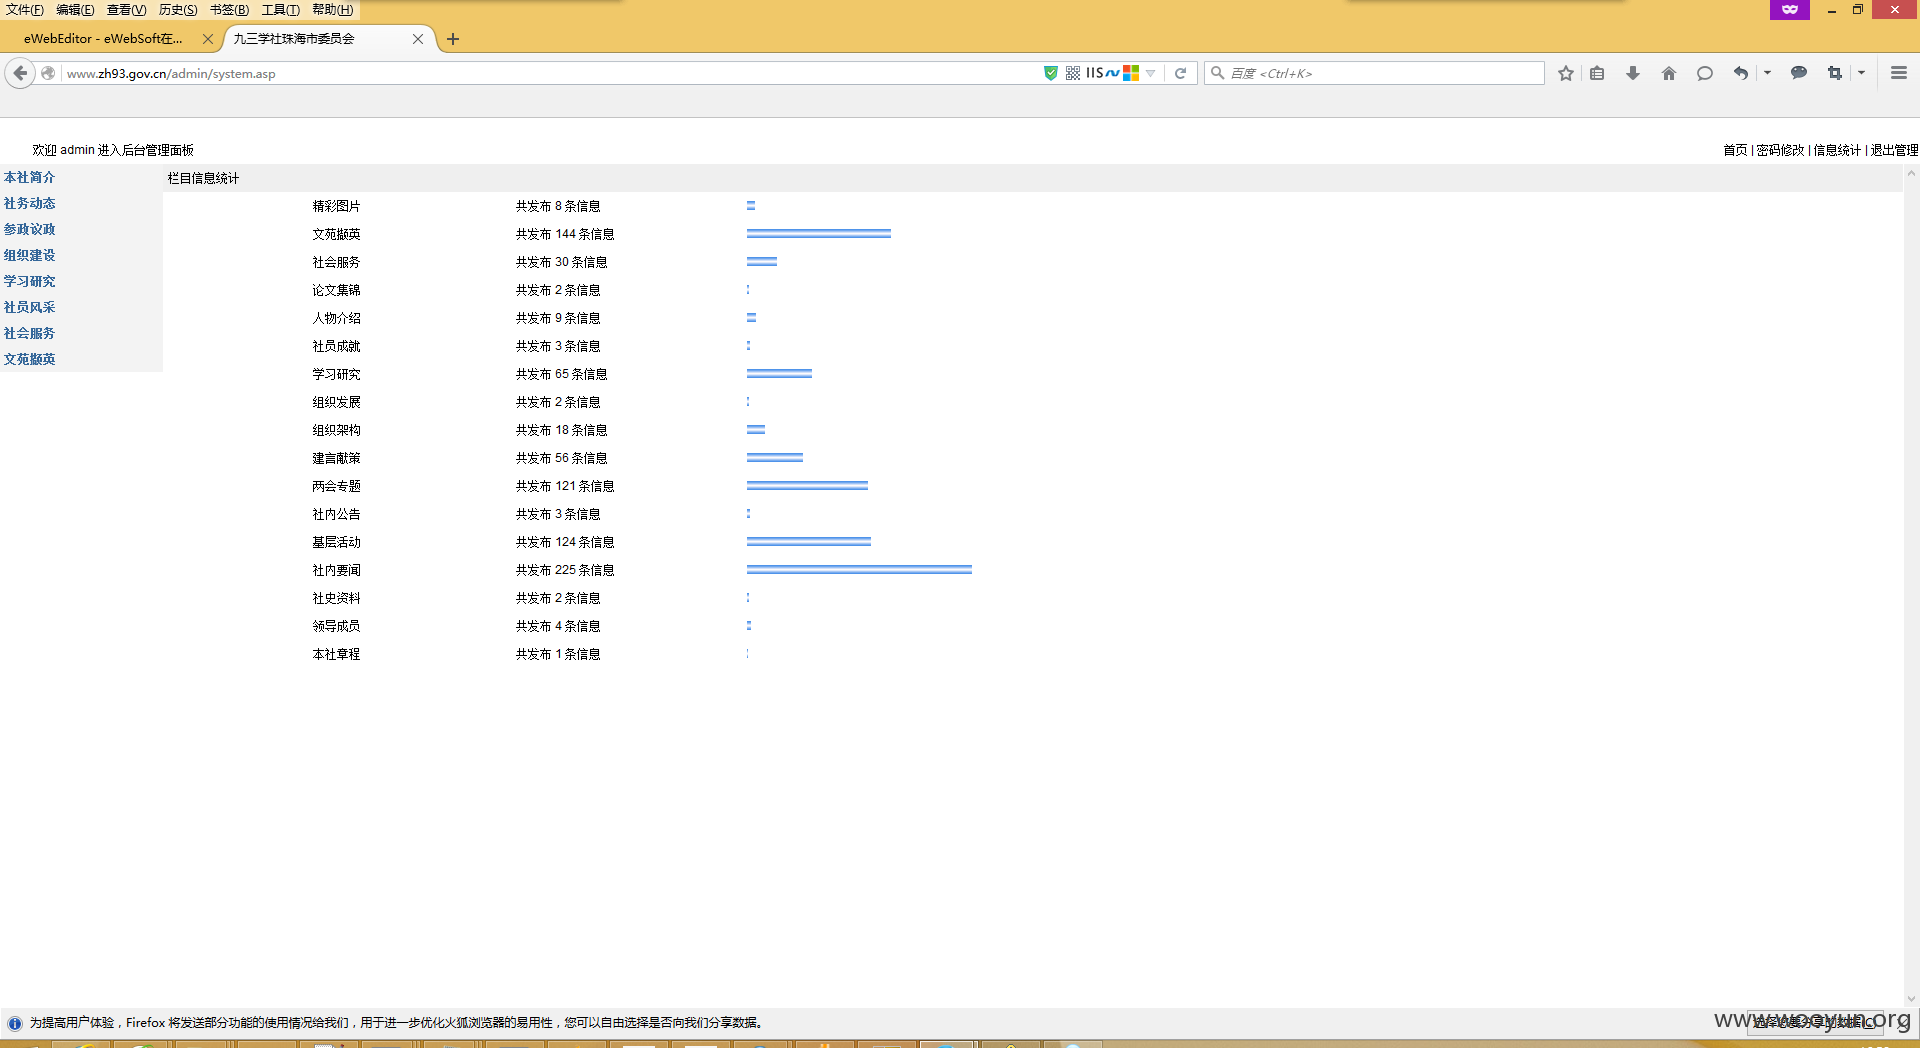 文件(F) 编辑(E) 查看(V) 历史(S) 书签(B) 工具(T) 帮助(H)
eWebEditor - eWebSoft在... 九三学社珠海市委员会
www.zh93.gov.cn/admin/system.asp IIS 百度 <Ctrl+K>
欢迎 admin 进入后台管理面板 首页 | 密码修改 | 信息统计 | 退出管理
本社简介
社务动态
参政议政
组织建设
学习研究
社员风采
社会服务
文苑撷英
栏目信息统计
精彩图片 共发布 8 条信息
文苑撷英 共发布 144 条信息
社会服务 共发布 30 条信息
论文集锦 共发布 2 条信息
人物介绍 共发布 9 条信息
社员成就 共发布 3 条信息
学习研究 共发布 65 条信息
组织发展 共发布 2 条信息
组织架构 共发布 18 条信息
建言献策 共发布 56 条信息
两会专题 共发布 121 条信息
社内公告 共发布 3 条信息
基层活动 共发布 124 条信息
社内要闻 共发布 225 条信息
社史资料 共发布 2 条信息
领导成员 共发布 4 条信息
本社章程 共发布 1 条信息
为提高用户体验，Firefox 将发送部分功能的使用情况给我们，用于进一步优化火狐浏览器的易用性，您可以自由选择是否向我们分享数据。
选择您要分享的数据(C)
www.wooyun.org